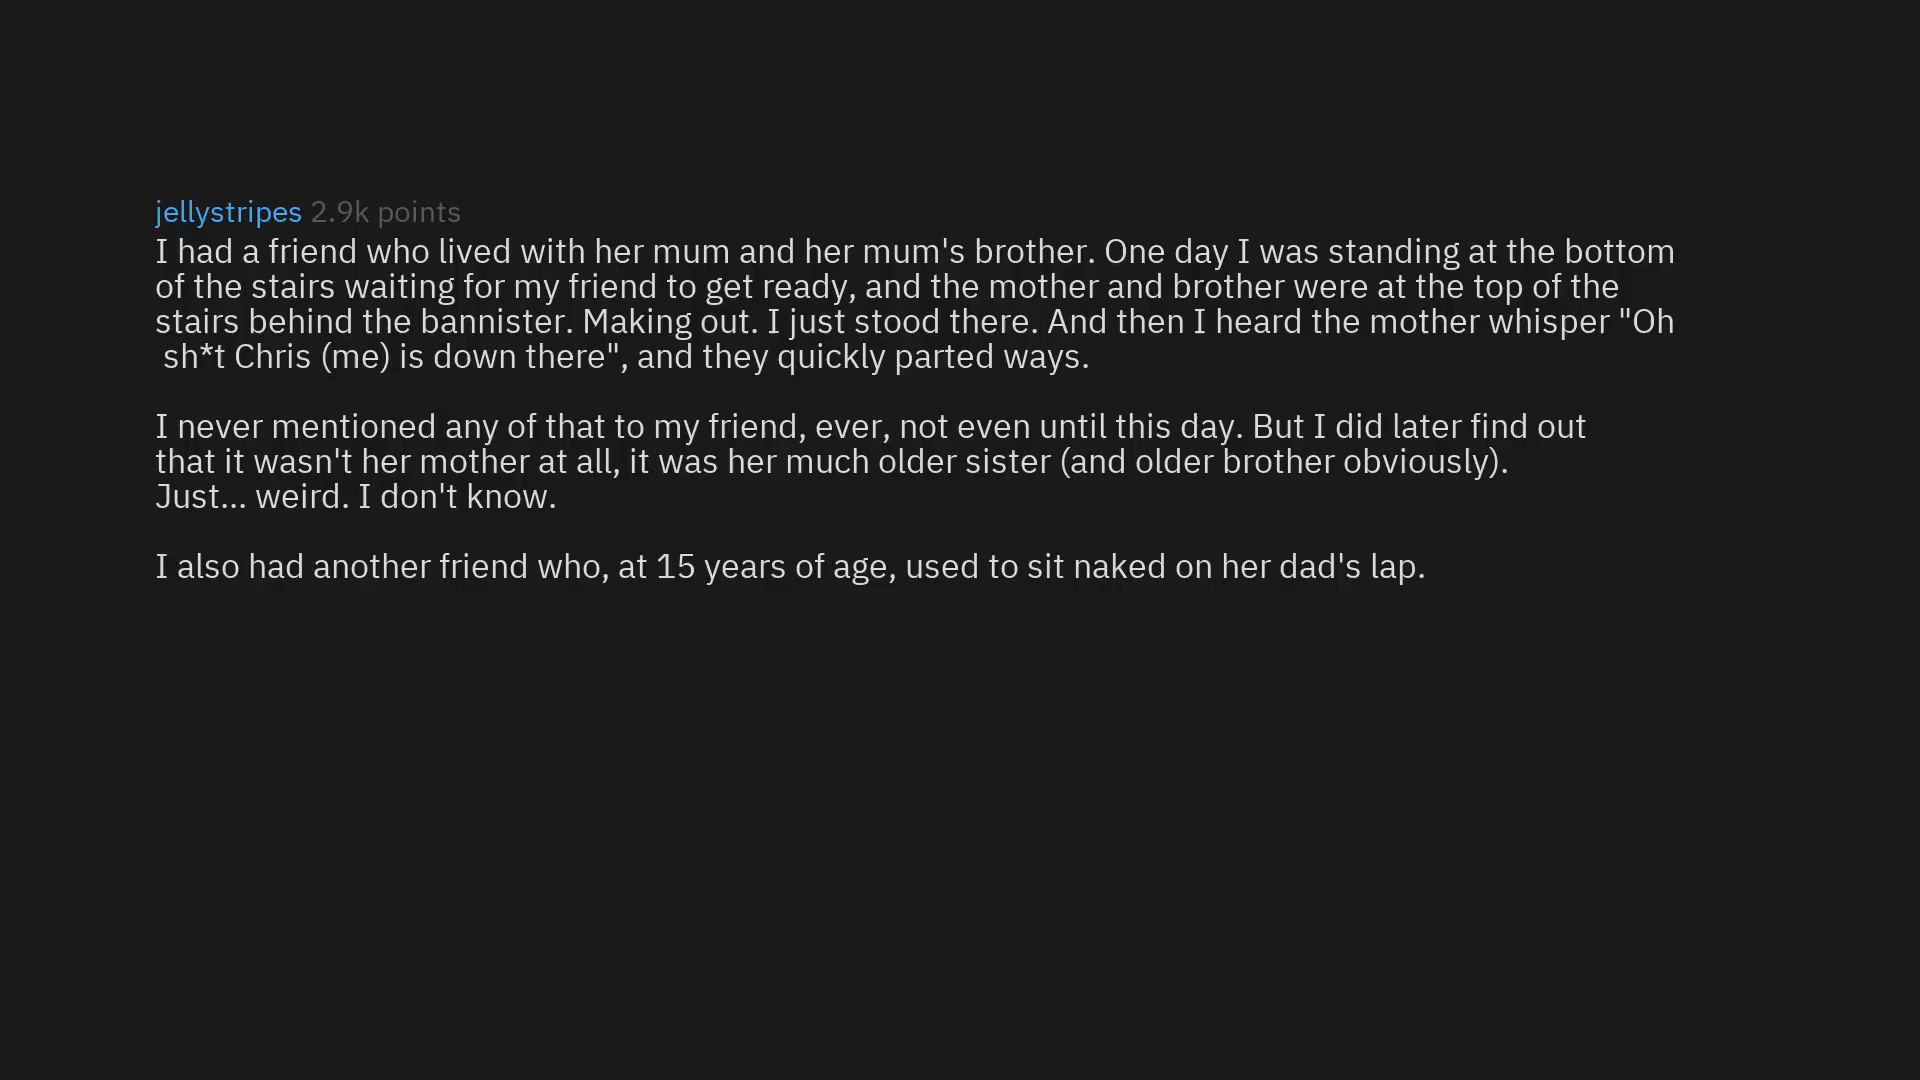 jellystripes 2.9k points
I had a friend who lived with her mum and her mum's brother. One day I was standing at the bottom
of the stairs waiting for my friend to get ready, and the mother and brother were at the top of the
stairs behind the bannister. Making out. I just stood there. And then I heard the mother whisper "Oh
sh*t Chris (me) is down there", and they quickly parted ways.
I never mentioned any of that to my friend, ever, not even until this day. But I did later find out
that it wasn't her mother at all, it was her much older sister (and older brother obviously).
Just... weird. I don't know.
I also had another friend who, at 15 years of age, used to sit naked on her dad's lap.